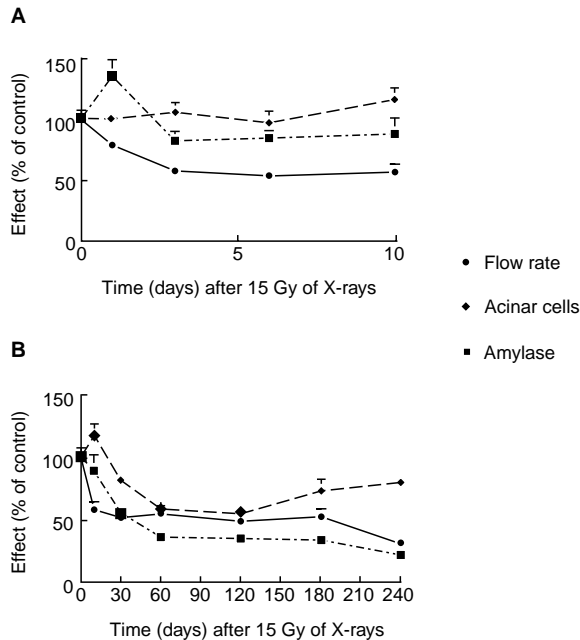 A
Effect (% of control)
150
100
50
0
0 5 10
Time (days) after 15 Gy of X-rays
Flow rate
Acinar cells
Amylase
B
Effect (% of control)
150
100
50
0
0 30 60 90 120 150 180 210 240
Time (days) after 15 Gy of X-rays